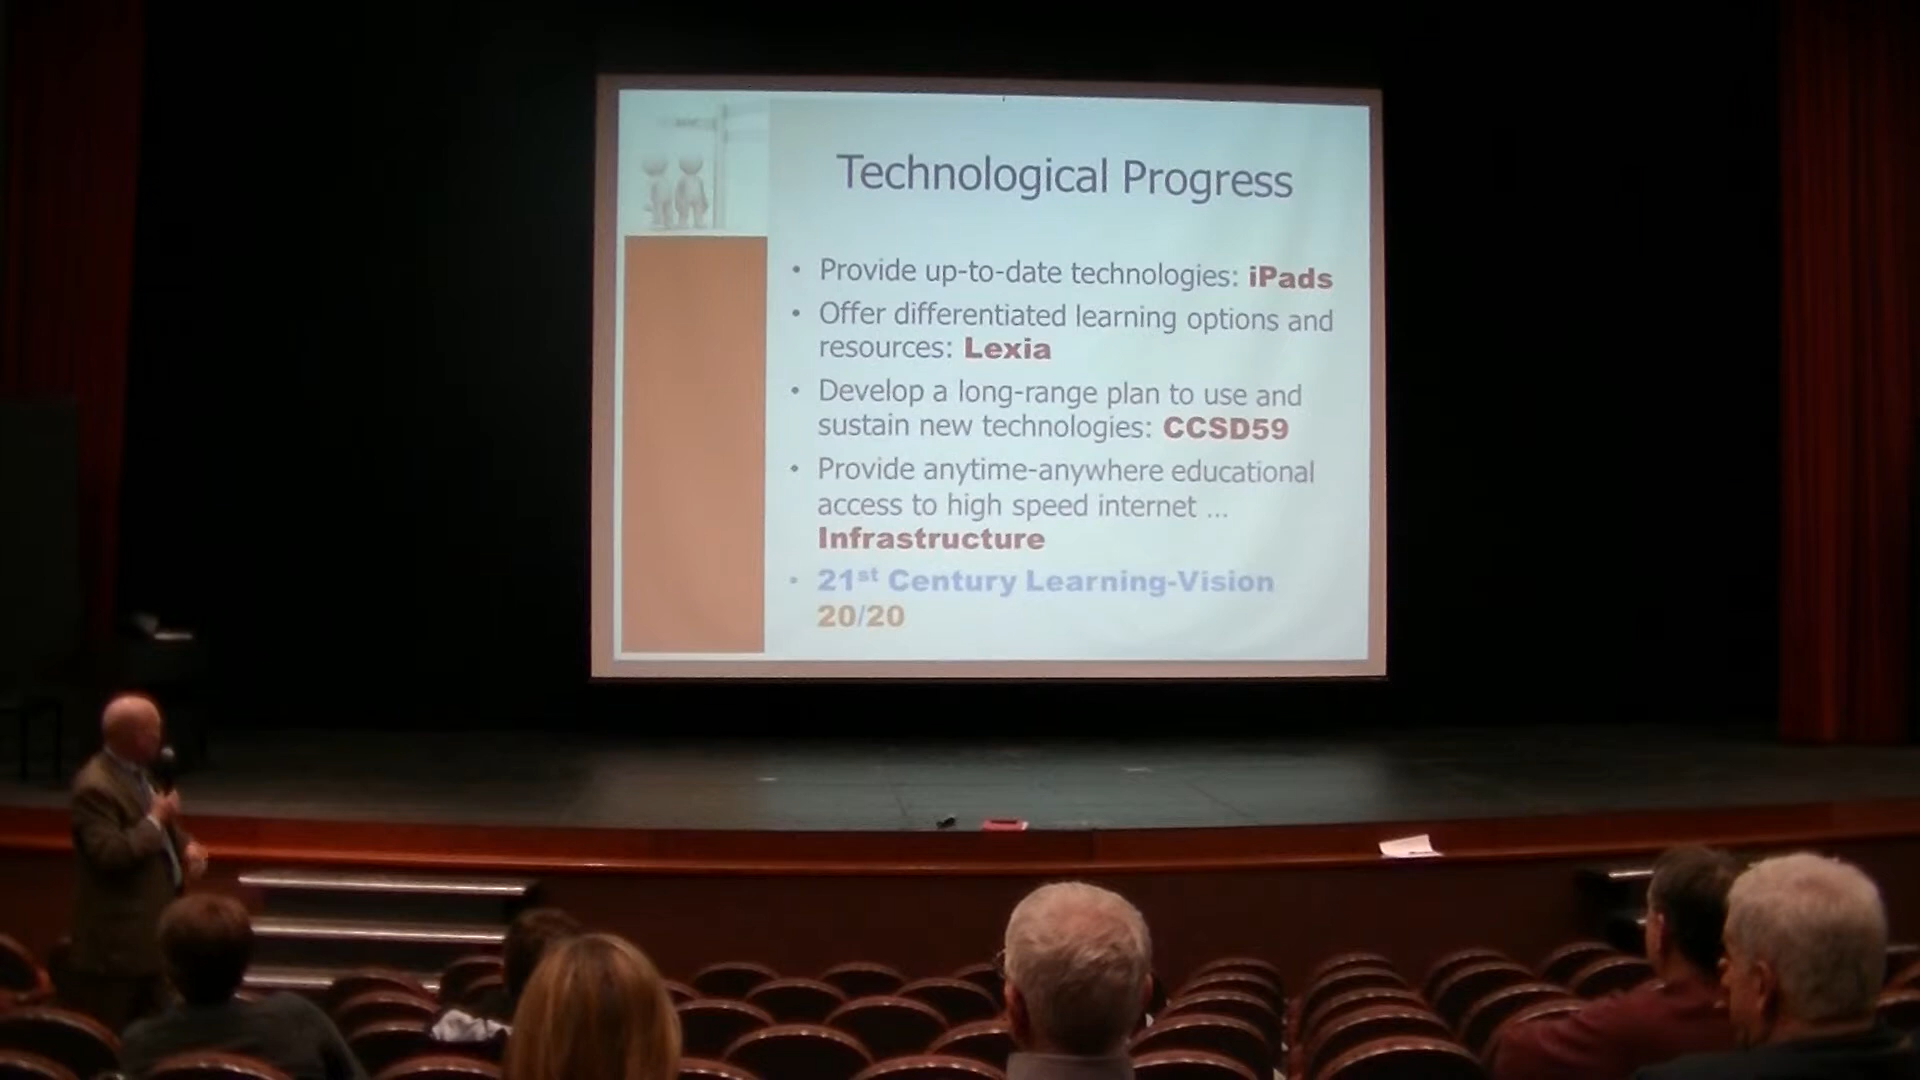 Technological Progress
• Provide up-to-date technologies: iPads
• Offer differentiated learning options and
resources: Lexia
• Develop a long-range plan to use and
sustain new technologies: CCSD59
• Provide anytime-anywhere educational
access to high speed internet ...
Infrastructure
• 21st Century Learning-Vision
20/20